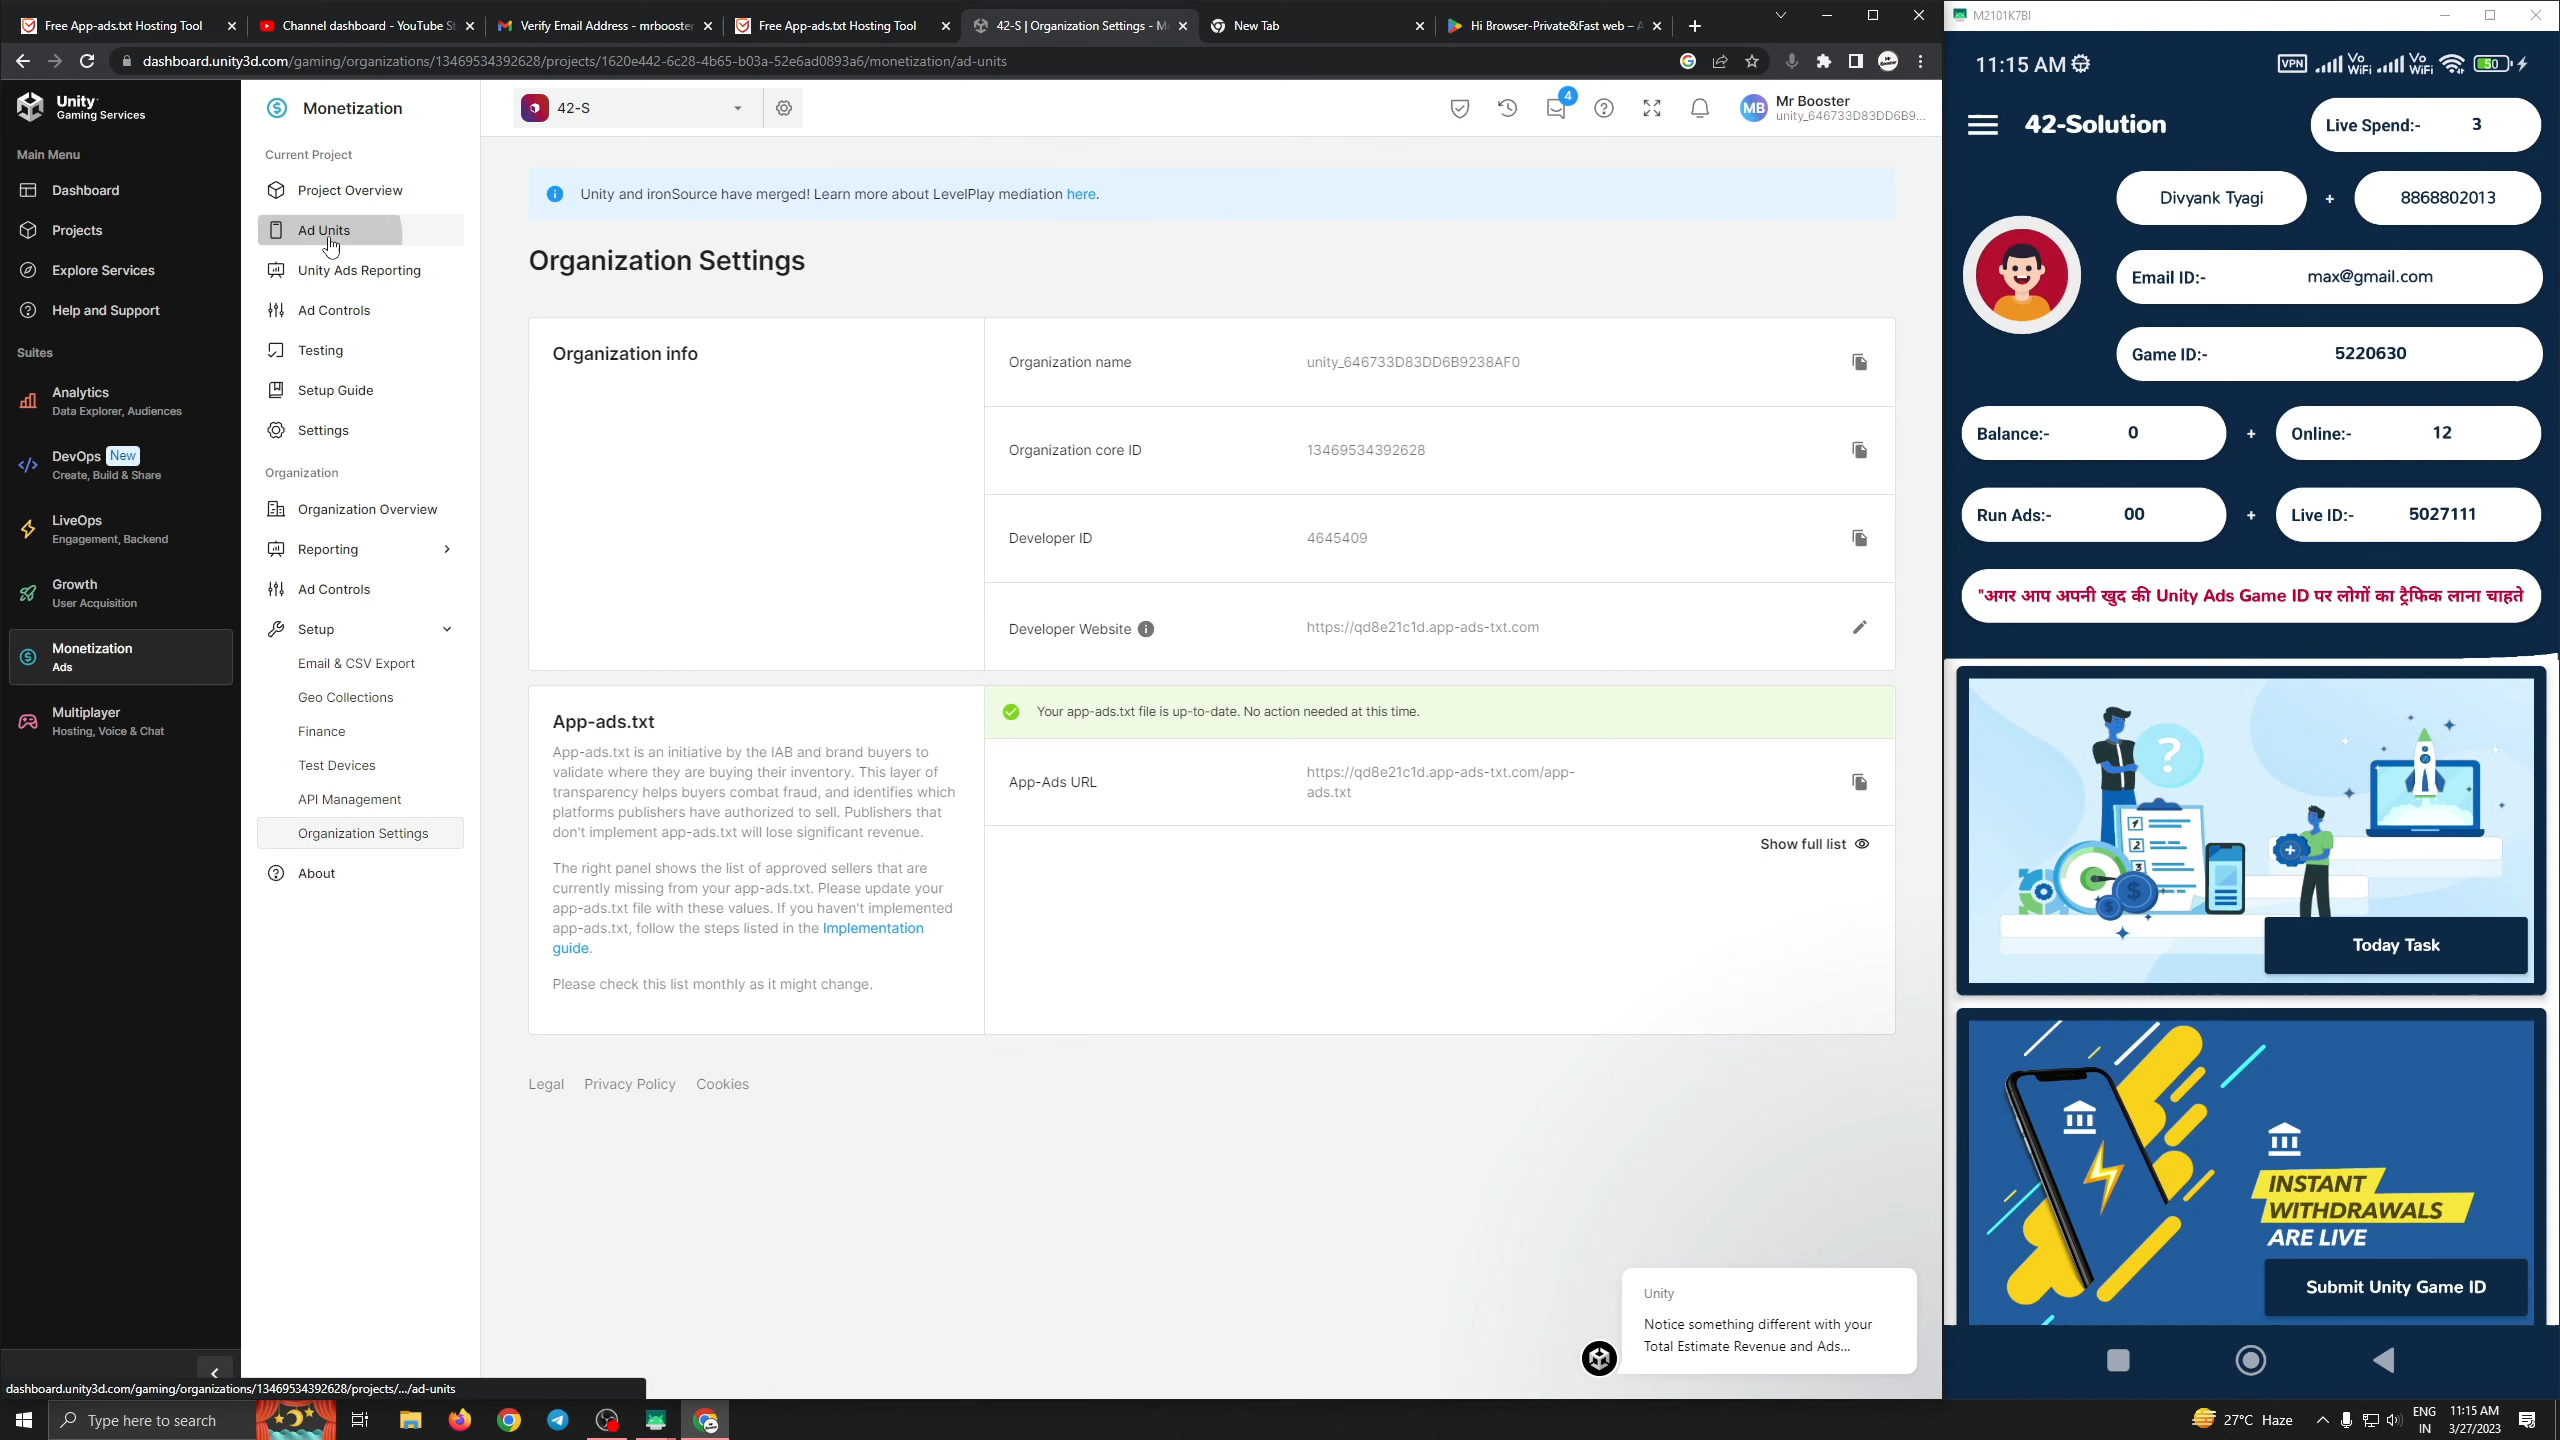 Free App-ads.txt Hosting Tool
Channel dashboard - YouTube St
Verify Email Address - mrbooster
Free App-ads.txt Hosting Tool
42-S | Organization Settings - Mo
New Tab
Hi Browser-Private&Fast web – A
dashboard.unity3d.com/gaming/organizations/13469534392628/projects/1620e442-6c28-4b65-b03a-52e6ad0893a6/monetization/ad-units
Unity
Gaming Services
Main Menu
Dashboard
Projects
Explore Services
Help and Support
Suites
Analytics
Data Explorer, Audiences
DevOps New
Create, Build & Share
LiveOps
Engagement, Backend
Growth
User Acquisition
Monetization
Ads
Multiplayer
Hosting, Voice & Chat
Monetization
Current Project
Project Overview
Ad Units
Unity Ads Reporting
Ad Controls
Testing
Setup Guide
Settings
Organization
Organization Overview
Reporting
Ad Controls
Setup
Email & CSV Export
Geo Collections
Finance
Test Devices
API Management
Organization Settings
About
42-S
4
MB
Mr Booster
unity_646733D83DD6B9...
Unity and ironSource have merged! Learn more about LevelPlay mediation here.
Organization Settings
Organization info
Organization name unity_646733D83DD6B9238AF0
Organization core ID 13469534392628
Developer ID 4645409
Developer Website https://qd8e21c1d.app-ads-txt.com
App-ads.txt
App-ads.txt is an initiative by the IAB and brand buyers to
validate where they are buying their inventory. This layer of
transparency helps buyers combat fraud, and identifies which
platforms publishers have authorized to sell. Publishers that
don't implement app-ads.txt will lose significant revenue.
The right panel shows the list of approved sellers that are
currently missing from your app-ads.txt. Please update your
app-ads.txt file with these values. If you haven't implemented
app-ads.txt, follow the steps listed in the Implementation
guide.
Please check this list monthly as it might change.
Your app-ads.txt file is up-to-date. No action needed at this time.
App-Ads URL https://qd8e21c1d.app-ads-txt.com/app-
ads.txt
Show full list
Legal Privacy Policy Cookies
Unity
Notice something different with your
Total Estimate Revenue and Ads...
dashboard.unity3d.com/gaming/organizations/13469534392628/projects/.../ad-units
M2101K7BI
11:15 AM
VPN
Vo
WiFi
Vo
WiFi
50
42-Solution
Live Spend:- 3
Divyank Tyagi + 8868802013
Email ID:- max@gmail.com
Game ID:- 5220630
Balance:- 0 + Online:- 12
Run Ads:- 00 + Live ID:- 5027111
"अगर आप अपनी खुद की Unity Ads Game ID पर लोगों का ट्रैफिक लाना चाहते
?
1
2
3
Today Task
INSTANT
WITHDRAWALS
ARE LIVE
Submit Unity Game ID
Type here to search
27°C Haze
ENG
IN
11:15 AM
3/27/2023